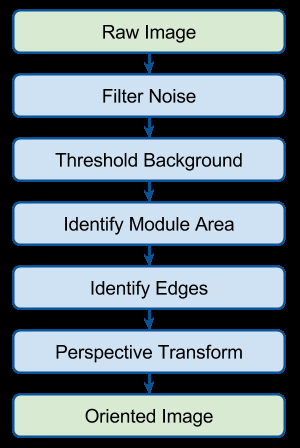 Raw Image
Filter Noise
Threshold Background
Identify Module Area
Identify Edges
Perspective Transform
Oriented Image